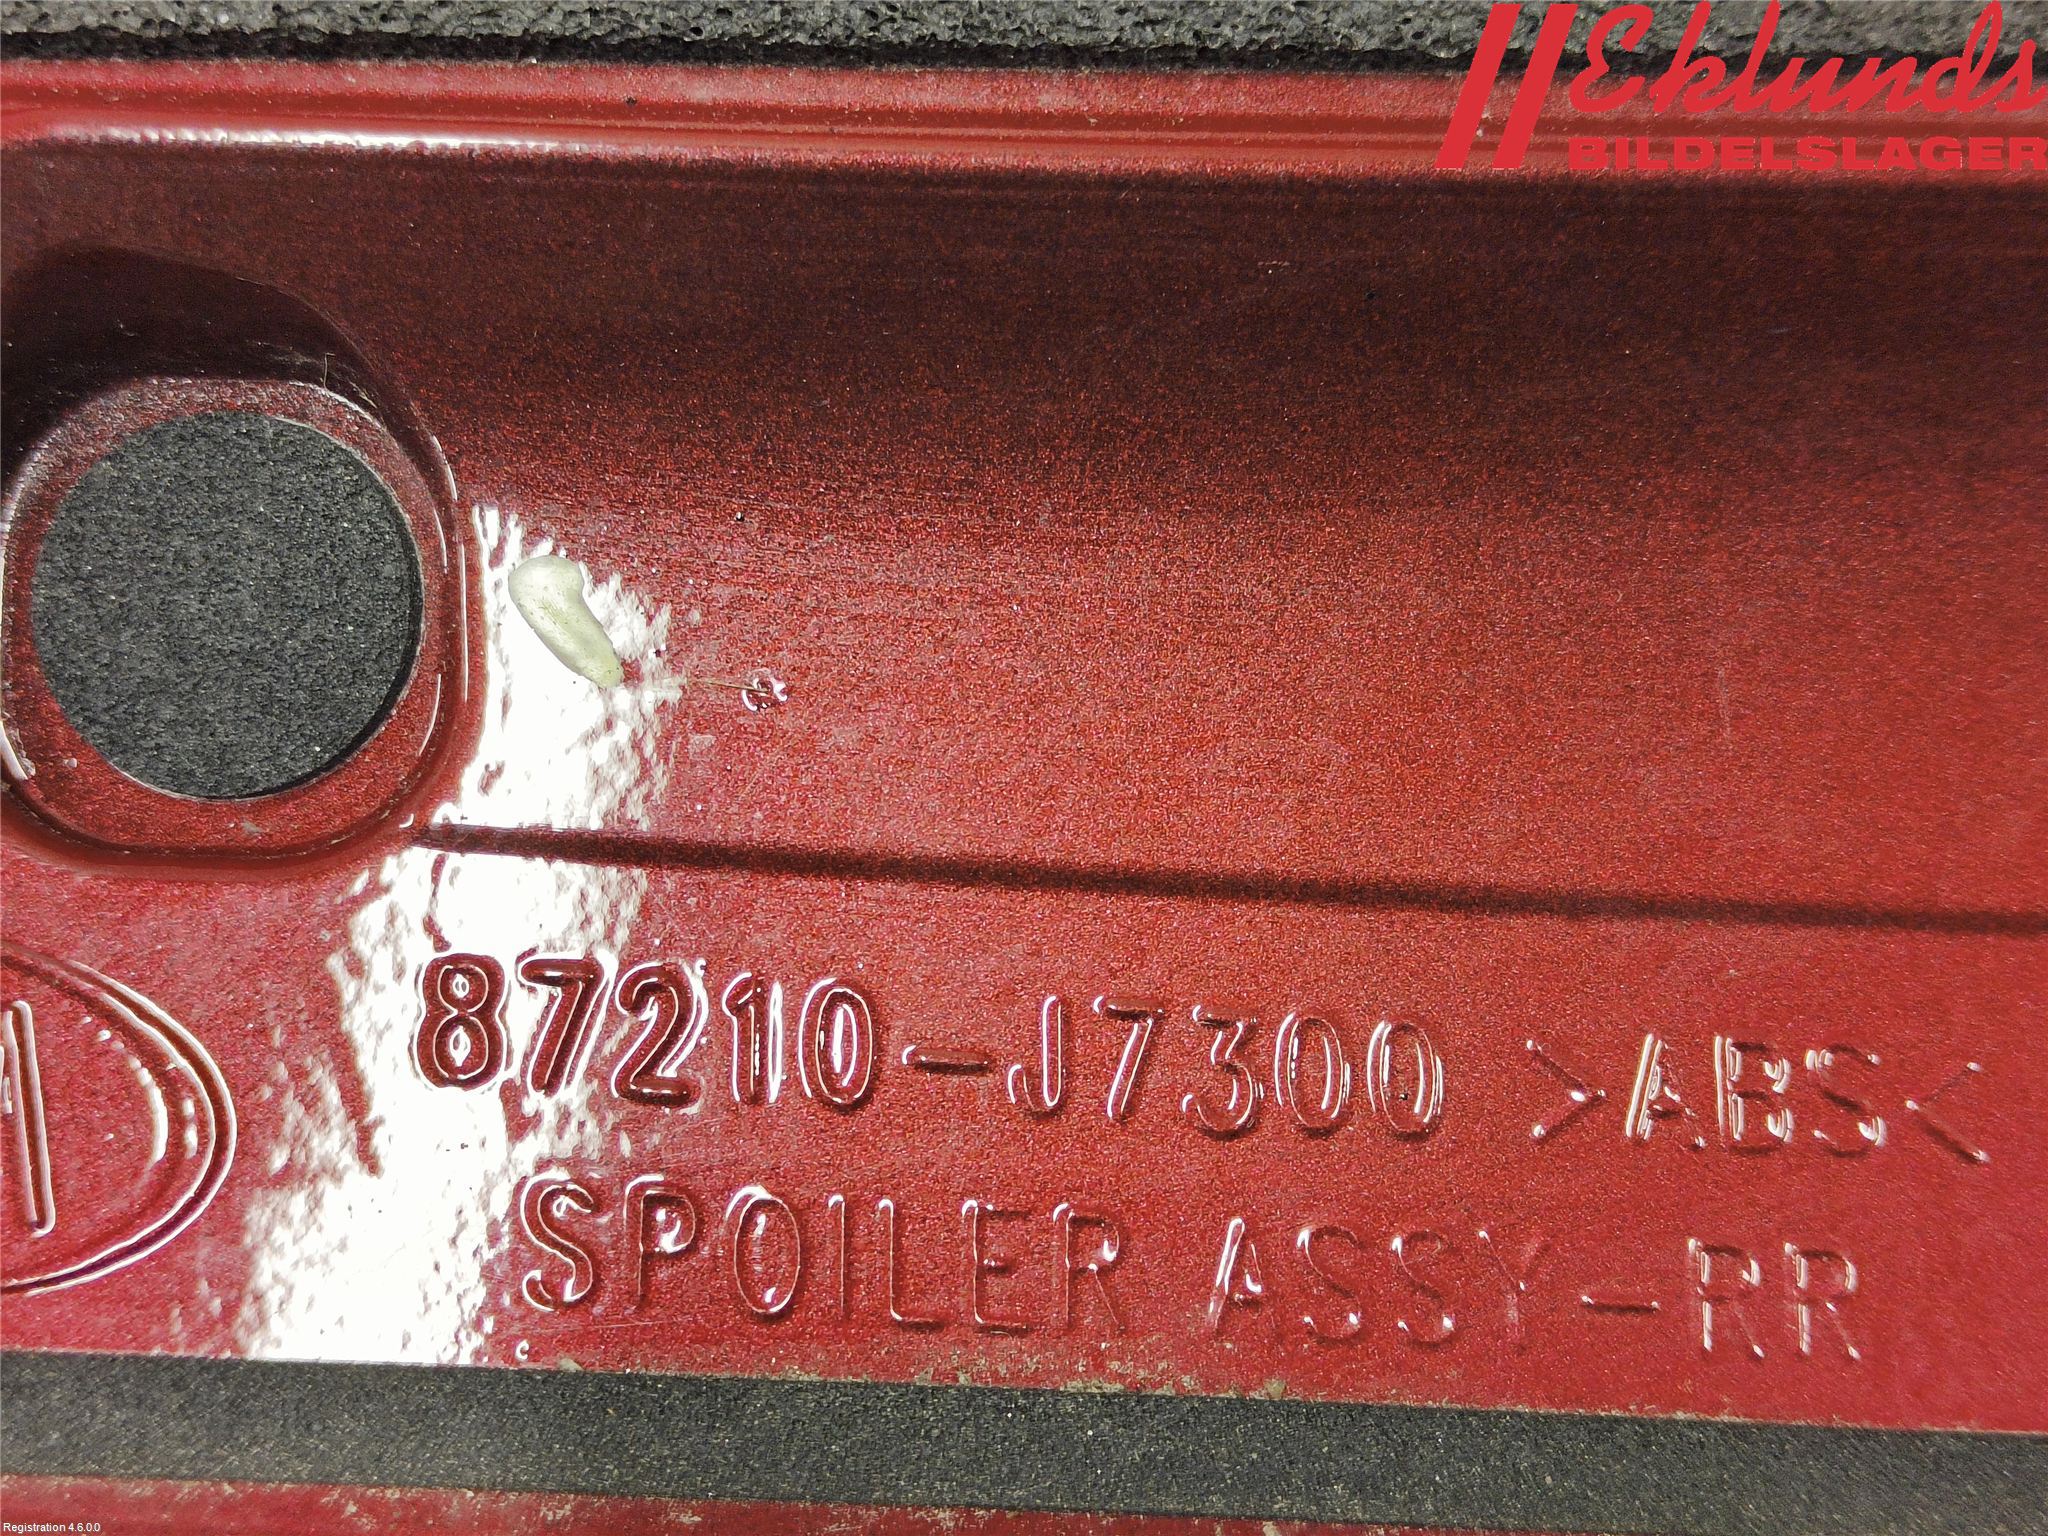 Eklunds
BILDELSLAGER
87210-J7300 >ABS<
SPOILER ASSY-RR
Registration 4.6.0.0